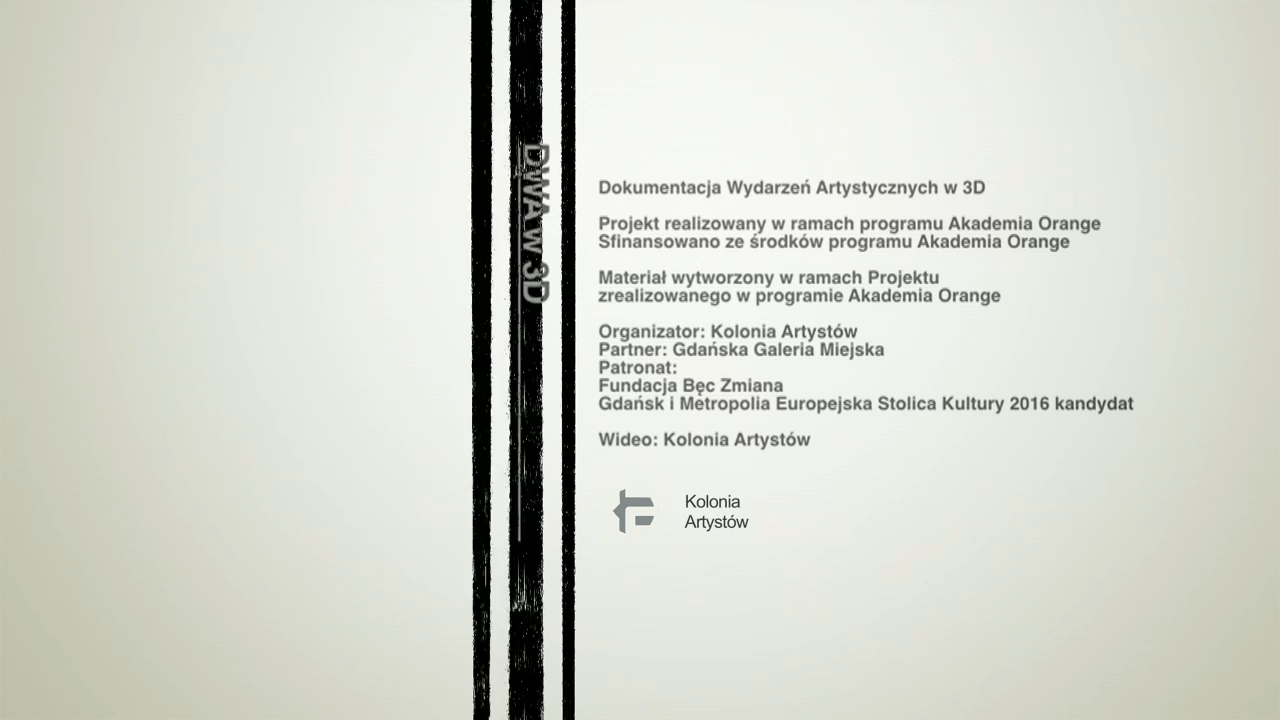 DWA w 3D
Dokumentacja Wydarzeń Artystycznych w 3D
Projekt realizowany w ramach programu Akademia Orange
Sfinansowano ze środków programu Akademia Orange
Materiał wytworzony w ramach Projektu
zrealizowanego w programie Akademia Orange
Organizator: Kolonia Artystów
Partner: Gdańska Galeria Miejska
Patronat:
Fundacja Bęc Zmiana
Gdańsk i Metropolia Europejska Stolica Kultury 2016 kandydat
Wideo: Kolonia Artystów
Kolonia
Artystów